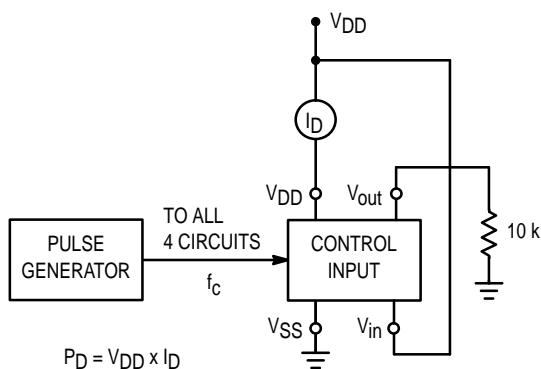 VDD
ID
VDD
Vout
TO ALL
4 CIRCUITS
fc
PULSE
GENERATOR
CONTROL
INPUT
10 k
VSS
Vin
PD = VDD x ID